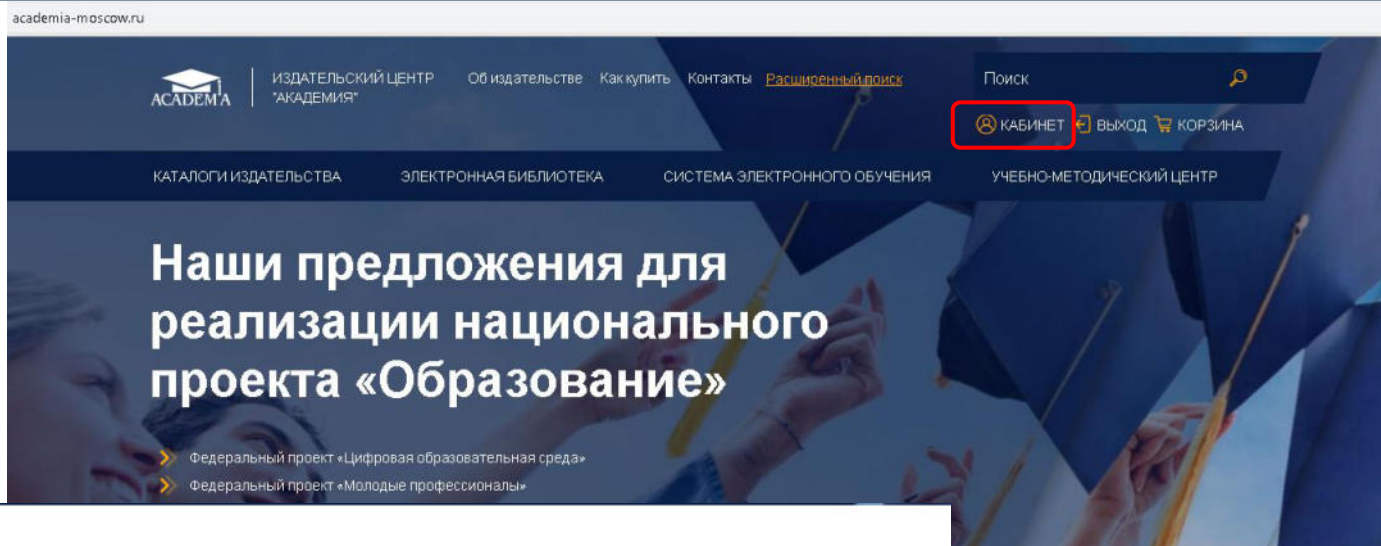 academia-moscow.ru
ACADEM'A
ИЗДАТЕЛЬСКИЙ ЦЕНТР
"АКАДЕМИЯ"
Об издательстве Как купить Контакты Расширенный поиск
Поиск
КАБИНЕТ ВЫХОД КОРЗИНА
КАТАЛОГИ ИЗДАТЕЛЬСТВА ЭЛЕКТРОННАЯ БИБЛИОТЕКА СИСТЕМА ЭЛЕКТРОННОГО ОБУЧЕНИЯ УЧЕБНО-МЕТОДИЧЕСКИЙ ЦЕНТР
Наши предложения для
реализации национального
проекта «Образование»
Федеральный проект «Цифровая образовательная среда»
Федеральный проект «Молодые профессионалы»